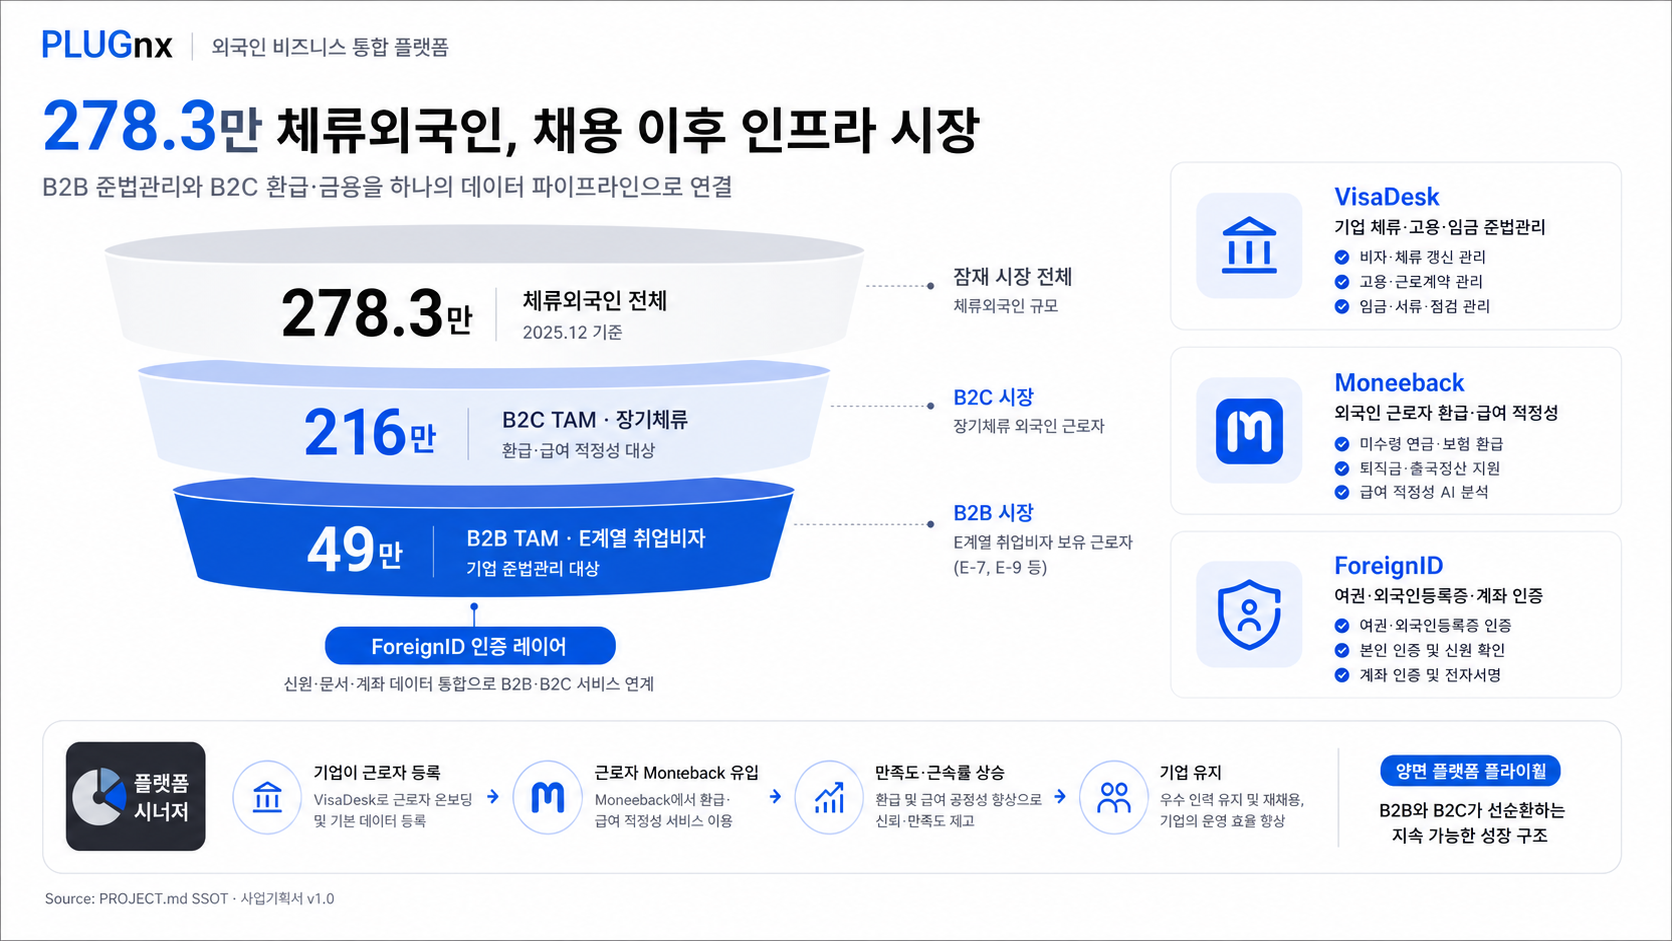 PLUGnx
외국인 비즈니스 통합 플랫폼
278.3만 체류외국인, 채용 이후 인프라 시장
B2B 준법관리와 B2C 환급·금융을 하나의 데이터 파이프라인으로 연결
278.3만
체류외국인 전체
2025.12 기준
잠재 시장 전체
체류외국인 규모
216만
B2C TAM · 장기체류
환급·급여 적정성 대상
B2C 시장
장기체류 외국인 근로자
49만
B2B TAM · E계열 취업비자
기업 준법관리 대상
B2B 시장
E계열 취업비자 보유 근로자
(E-7, E-9 등)
ForeignID 인증 레이어
신원·문서·계좌 데이터 통합으로 B2B·B2C 서비스 연계
VisaDesk
기업 체류·고용·임금 준법관리
비자·체류 갱신 관리
고용·근로계약 관리
임금·서류·점검 관리
Moneeback
외국인 근로자 환급·급여 적정성
미수령 연금·보험 환급
퇴직금·출국정산 지원
급여 적정성 AI 분석
ForeignID
여권·외국인등록증·계좌 인증
여권·외국인등록증 인증
본인 인증 및 신원 확인
계좌 인증 및 전자서명
플랫폼
시너저
기업이 근로자 등록
VisaDesk로 근로자 온보딩
및 기본 데이터 등록
근로자 Moneeback 유입
Moneeback에서 환급·
급여 적정성 서비스 이용
만족도·근속률 상승
환급 및 금여 공정성 향상으로
신뢰·만족도 제고
기업 유지
우수 인력 유지 및 재채용,
기업의 운영 효율 향상
양면 플랫폼 플라이휠
B2B와 B2C가 선순환하는
지속 가능한 성장 구조
Source: PROJECT.md SSOT · 사업기획서 v1.0